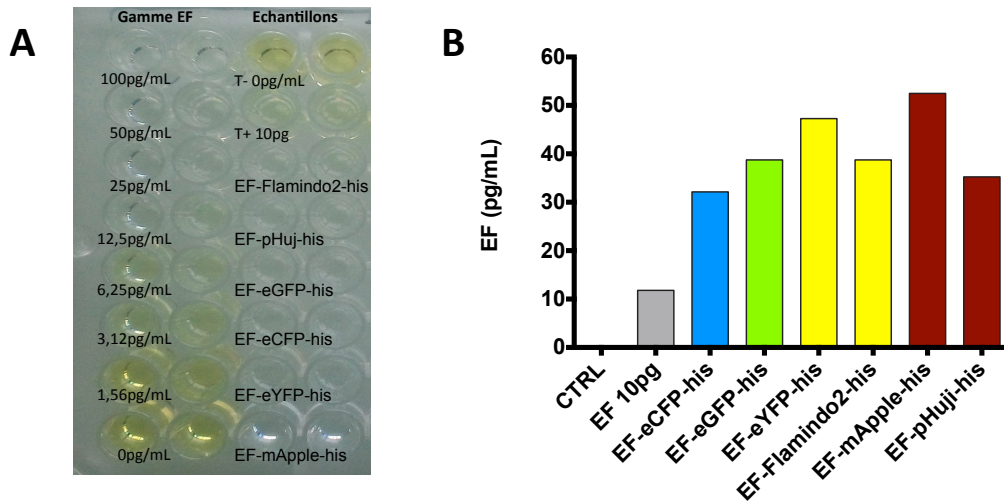 A
Gamme EF Echantillons
100pg/mL T- 0pg/mL
50pg/mL T+ 10pg
25pg/mL EF-Flamindo2-his
12,5pg/mL EF-pHuj-his
6,25pg/mL EF-eGFP-his
3,12pg/mL EF-eCFP-his
1,56pg/mL EF-eYFP-his
0pg/mL EF-mApple-his
B
EF (pg/mL)
60
50
40
30
20
10
0
CTRL
EF 10pg
EF-eCFP-his
EF-eGFP-his
EF-eYFP-his
EF-Flamindo2-his
EF-mApple-his
EF-pHuji-his